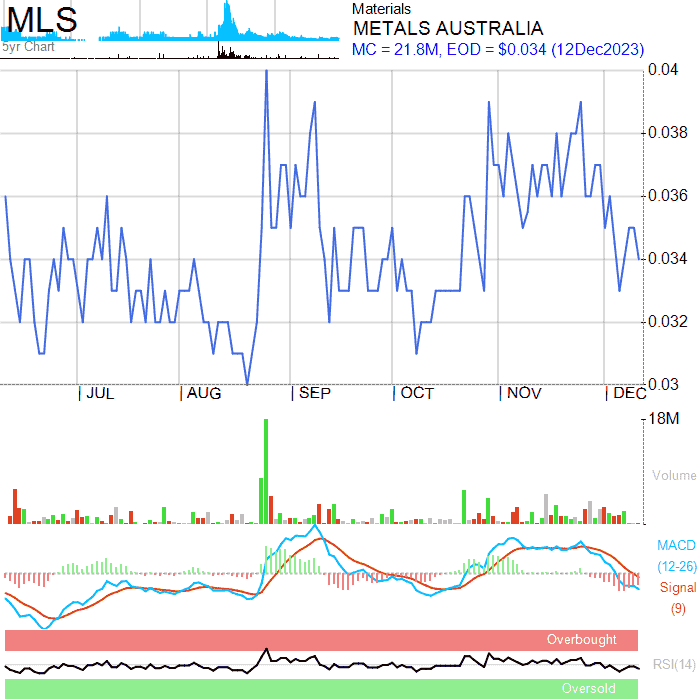 MLS
5yr Chart
Materials
METALS AUSTRALIA
MC = 21.8M, EOD = $0.034 (12Dec2023)
0.04
0.038
0.036
0.034
0.032
0.03
JUL AUG SEP OCT NOV DEC
18M
Volume
MACD
(12-26)
Signal
(9)
Overbought
RSI(14)
Oversold